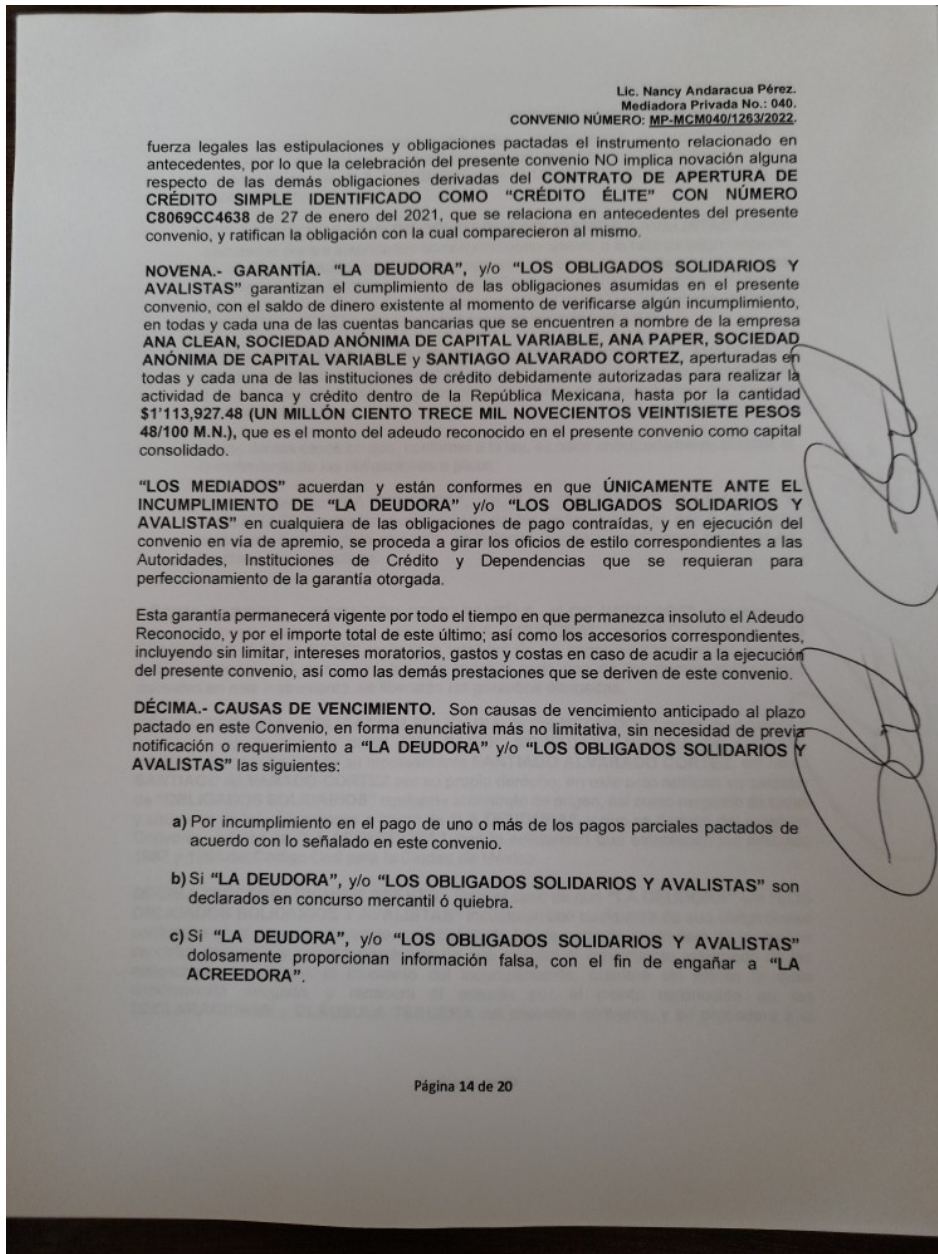 Lic. Nancy Andaracua Pérez.
Mediadora Privada No.: 040.
CONVENIO NÚMERO: MP-MCM040/1263/2022.
fuerza legales las estipulaciones y obligaciones pactadas el instrumento relacionado en
antecedentes, por lo que la celebración del presente convenio NO implica novación alguna
respecto de las demás obligaciones derivadas del CONTRATO DE APERTURA DE
CRÉDITO SIMPLE IDENTIFICADO COMO “CRÉDITO ÉLITE” CON NÚMERO
C8069CC4638 de 27 de enero del 2021, que se relaciona en antecedentes del presente
convenio, y ratifican la obligación con la cual comparecieron al mismo.
NOVENA.- GARANTÍA. “LA DEUDORA”, y/o “LOS OBLIGADOS SOLIDARIOS Y
AVALISTAS” garantizan el cumplimiento de las obligaciones asumidas en el presente
convenio, con el saldo de dinero existente al momento de verificarse algún incumplimiento,
en todas y cada una de las cuentas bancarias que se encuentren a nombre de la empresa
ANA CLEAN, SOCIEDAD ANÓNIMA DE CAPITAL VARIABLE, ANA PAPER, SOCIEDAD
ANÓNIMA DE CAPITAL VARIABLE y SANTIAGO ALVARADO CORTEZ, aperturadas en
todas y cada una de las instituciones de crédito debidamente autorizadas para realizar la
actividad de banca y crédito dentro de la República Mexicana, hasta por la cantidad
$1’113,927.48 (UN MILLÓN CIENTO TRECE MIL NOVECIENTOS VEINTISIETE PESOS
48/100 M.N.), que es el monto del adeudo reconocido en el presente convenio como capital
consolidado.
“LOS MEDIADOS” acuerdan y están conformes en que ÚNICAMENTE ANTE EL
INCUMPLIMIENTO DE “LA DEUDORA” y/o “LOS OBLIGADOS SOLIDARIOS Y
AVALISTAS” en cualquiera de las obligaciones de pago contraídas, y en ejecución del
convenio en vía de apremio, se proceda a girar los oficios de estilo correspondientes a las
Autoridades, Instituciones de Crédito y Dependencias que se requieran para
perfeccionamiento de la garantía otorgada.
Esta garantía permanecerá vigente por todo el tiempo en que permanezca insoluto el Adeudo
Reconocido, y por el importe total de este último; así como los accesorios correspondientes,
incluyendo sin limitar, intereses moratorios, gastos y costas en caso de acudir a la ejecución
del presente convenio, así como las demás prestaciones que se deriven de este convenio.
DÉCIMA.- CAUSAS DE VENCIMIENTO. Son causas de vencimiento anticipado al plazo
pactado en este Convenio, en forma enunciativa más no limitativa, sin necesidad de previa
notificación o requerimiento a “LA DEUDORA” y/o “LOS OBLIGADOS SOLIDARIOS Y
AVALISTAS” las siguientes:
a) Por incumplimiento en el pago de uno o más de los pagos parciales pactados de
acuerdo con lo señalado en este convenio.
b) Si “LA DEUDORA”, y/o “LOS OBLIGADOS SOLIDARIOS Y AVALISTAS” son
declarados en concurso mercantil ó quiebra.
c) Si “LA DEUDORA”, y/o “LOS OBLIGADOS SOLIDARIOS Y AVALISTAS”
dolosamente proporcionan información falsa, con el fin de engañar a “LA
ACREEDORA”.
Página 14 de 20